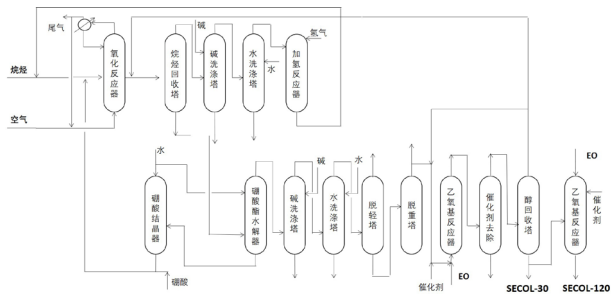 尾气
碱
氢气
氧化反应器
烷烃回收塔
碱洗涤塔
水洗涤塔
加氢反应器
烷烃
水
空气
水
碱
水
EO
硼酸结晶器
硼酸酯水解器
碱洗涤塔
水洗涤塔
脱轻塔
脱重塔
乙氧基反应器
催化剂去除
醇回收塔
乙氧基反应器
催化剂
硼酸
催化剂
EO
SECOL-30
SECOL-120